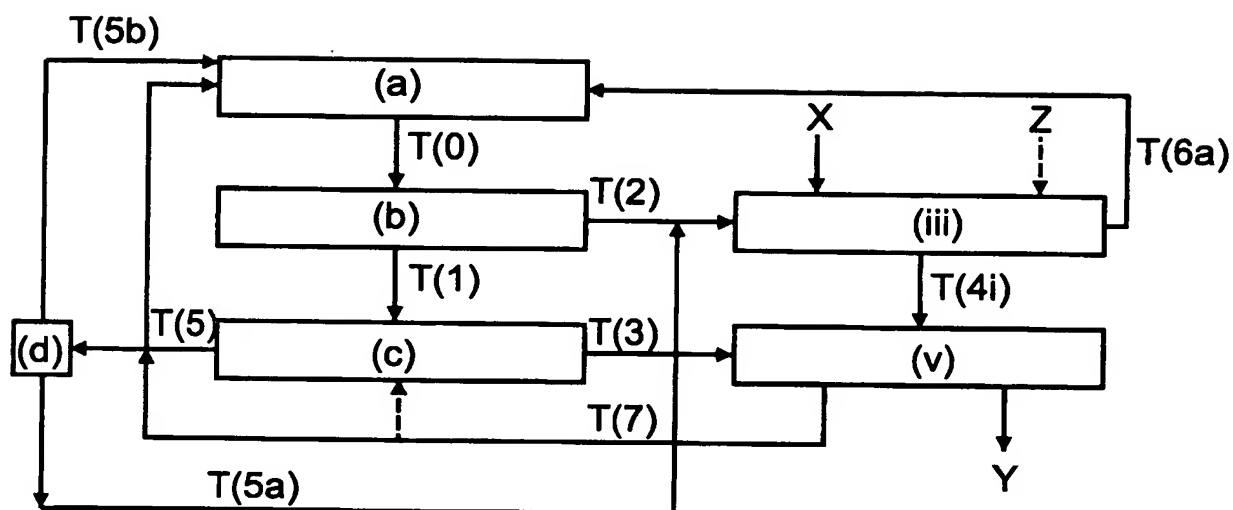 T(5b)
(a)
X
Z
T(6a)
T(0)
T(2)
(b)
(iii)
T(1)
T(4i)
T(5)
T(3)
(d)
(c)
(v)
T(7)
Y
T(5a)